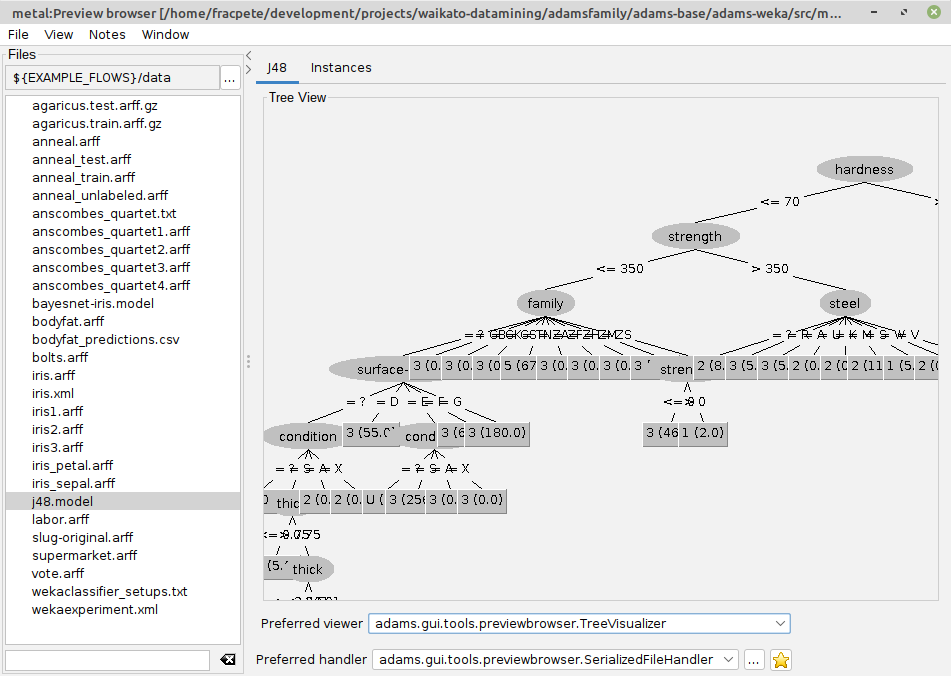 metal:Preview browser [/home/fracpete/development/projects/waikato-datamining/adamsfamily/adams-base/adams-weka/src/m...
File View Notes Window
Files
${EXAMPLE_FLOWS}/data ...
agaricus.test.arff.gz
agaricus.train.arff.gz
anneal.arff
anneal_test.arff
anneal_train.arff
anneal_unlabeled.arff
anscombes_quartet.txt
anscombes_quartet1.arff
anscombes_quartet2.arff
anscombes_quartet3.arff
anscombes_quartet4.arff
bayesnet-iris.model
bodyfat.arff
bodyfat_predictions.csv
bolts.arff
iris.arff
iris.xml
iris1.arff
iris2.arff
iris3.arff
iris_petal.arff
iris_sepal.arff
j48.model
labor.arff
slug-original.arff
supermarket.arff
vote.arff
wekaclassifier_setups.txt
wekaexperiment.xml
J48 Instances
Tree View
hardness
<= 70
strength
<= 350 > 350
family steel
surface- 3 (0. 3 (0. 3 (0 5 (67 3 (0. 3 (0. 3 (0. 3 stren 2 (8. 3 (5. 3 (5. 2 (0. 2 (0 2 (11 1 (5. 2 (0
= ? = D = G
condition 3 (55.0 cond 3 (6 3 (180.0) 3 (46 1 (2.0)
thic 2 (0. 2 (0. U ( 3 (256 3 (0. 3 (0.0)
(5. thick
Preferred viewer adams.gui.tools.previewbrowser.TreeVisualizer
Preferred handler adams.gui.tools.previewbrowser.SerializedFileHandler ...